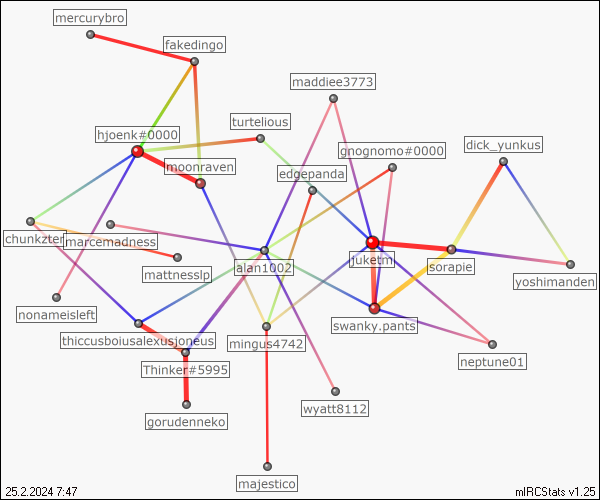 mercurybro
fakedingo
maddiee3773
turtelious
hjoenk#0000
gnognomo#0000
dick_yunkus
moonraven
edgepanda
chunkzter
marcemadness
alan1002
juketm
sorapie
mattnesslp
yoshimanden
nonameisleft
swanky.pants
thiccusboiusalexusjoneus
mingus4742
neptune01
Thinker#5995
wyatt8112
gorudenneko
majestico
25.2.2024 7:47
mIRCStats v1.25